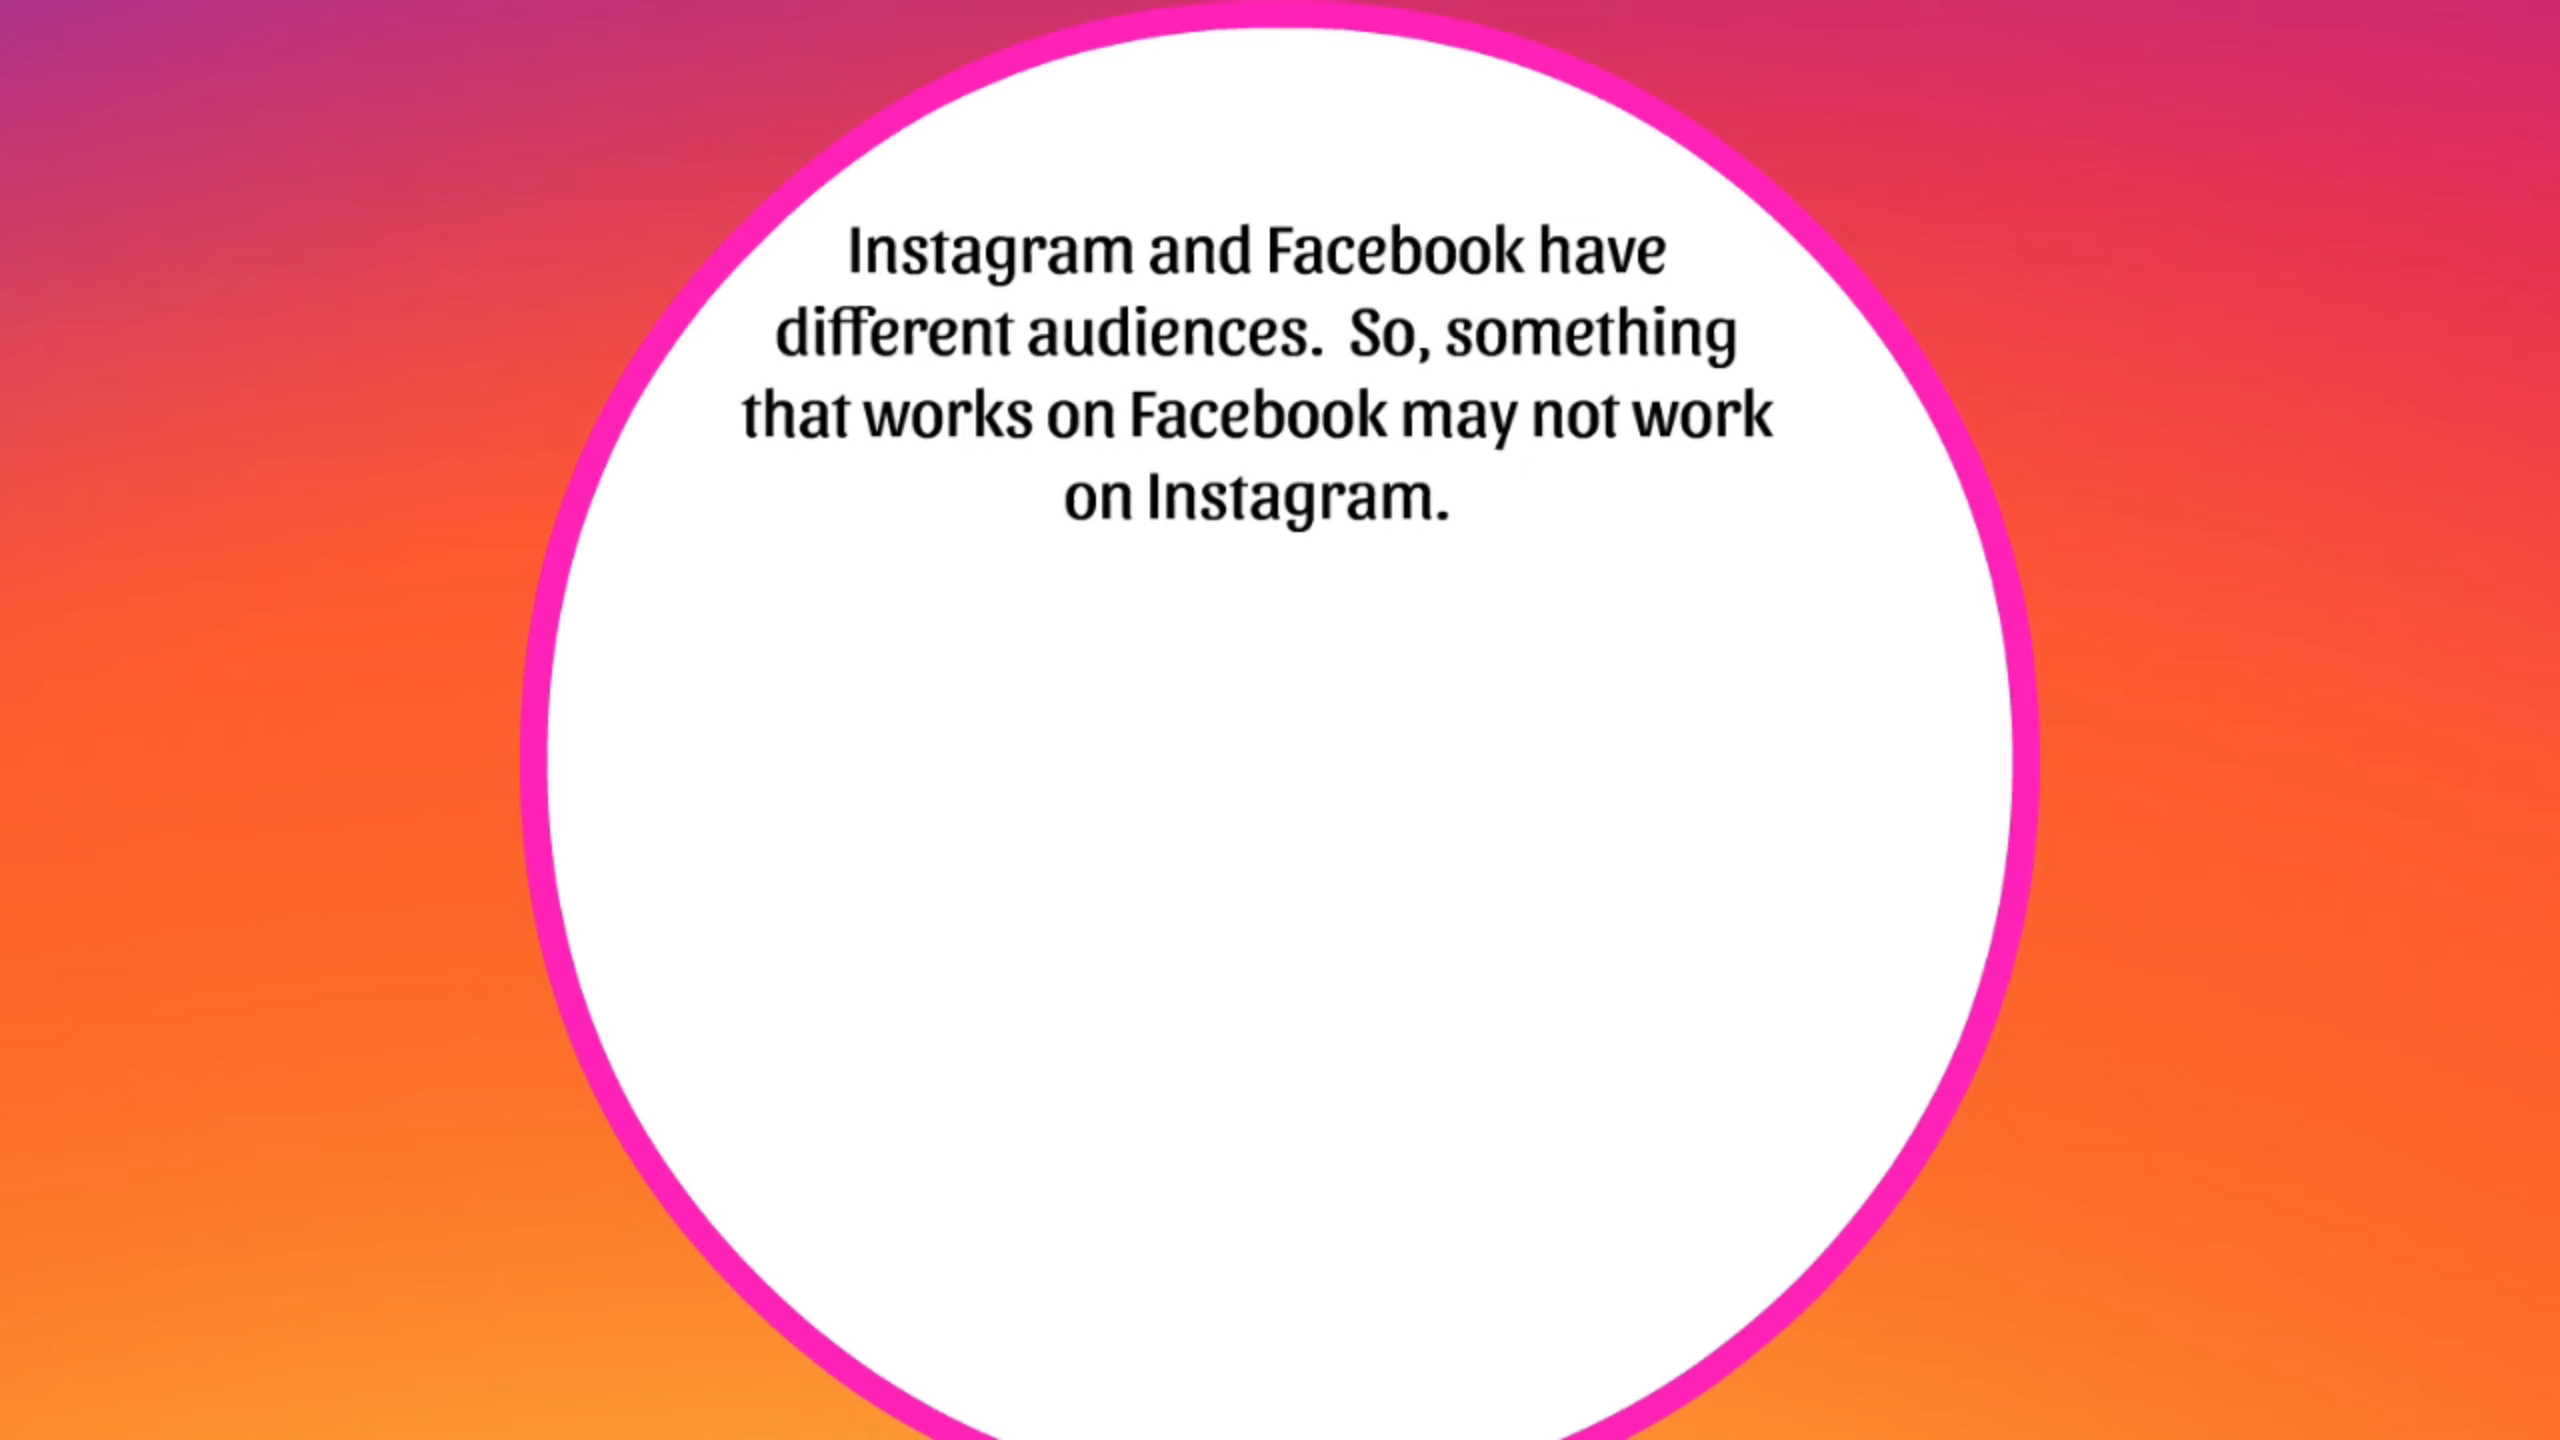 Instagram and Facebook have
different audiences.  So, something
that works on Facebook may not work
on Instagram.